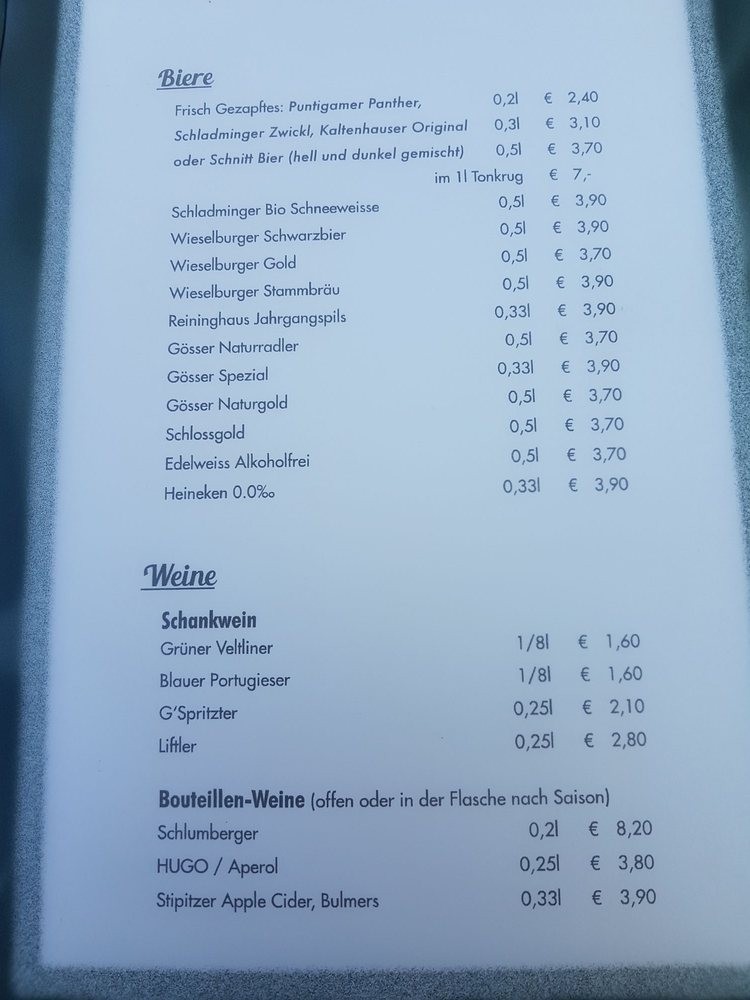 Biere
Frisch Gezapftes: Puntigamer Panther, 0,2l € 2,40
Schladminger Zwickl, Kaltenhauser Original 0,3l € 3,10
oder Schnitt Bier (hell und dunkel gemischt) 0,5l € 3,70
im 1l Tonkrug € 7,-
Schladminger Bio Schneeweisse 0,5l € 3,90
Wieselburger Schwarzbier 0,5l € 3,90
Wieselburger Gold 0,5l € 3,70
Wieselburger Stammbräu 0,5l € 3,90
Reininghaus Jahrgangspils 0,33l € 3,90
Gösser Naturradler 0,5l € 3,70
Gösser Spezial 0,33l € 3,90
Gösser Naturgold 0,5l € 3,70
Schlossgold 0,5l € 3,70
Edelweiss Alkoholfrei 0,5l € 3,70
Heineken 0.0‰ 0,33l € 3,90
Weine
Schankwein
Grüner Veltliner 1/8l € 1,60
Blauer Portugieser 1/8l € 1,60
G'Spritzter 0,25l € 2,10
Liftler 0,25l € 2,80
Bouteillen-Weine (offen oder in der Flasche nach Saison)
Schlumberger 0,2l € 8,20
HUGO / Aperol 0,25l € 3,80
Stipitzer Apple Cider, Bulmers 0,33l € 3,90